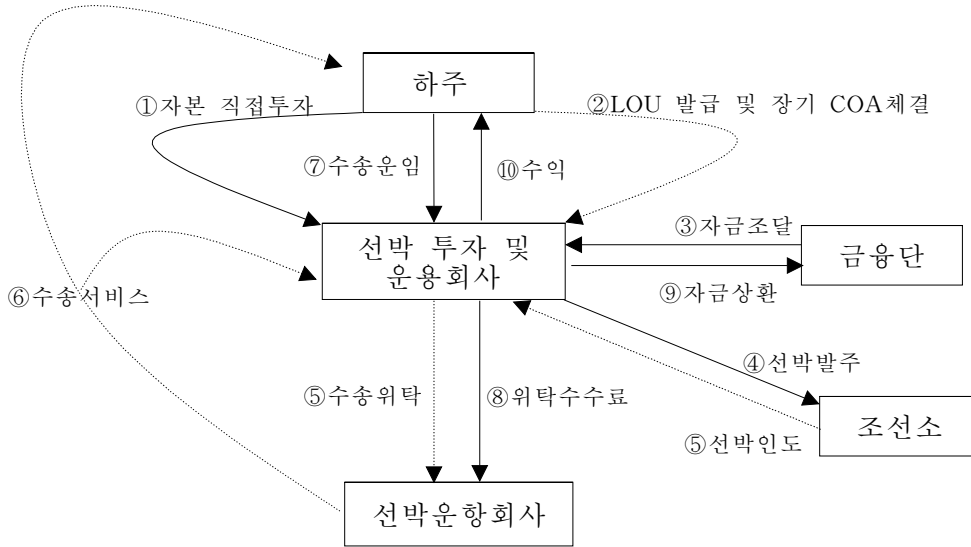 하주
①자본 직접투자
②LOU 발급 및 장기 COA체결
⑦수송운임
⑩수익
선박 투자 및
운용회사
③자금조달
금융단
⑨자금상환
⑥수송서비스
④선박발주
⑤수송위탁
⑧위탁수수료
조선소
⑤선박인도
선박운항회사